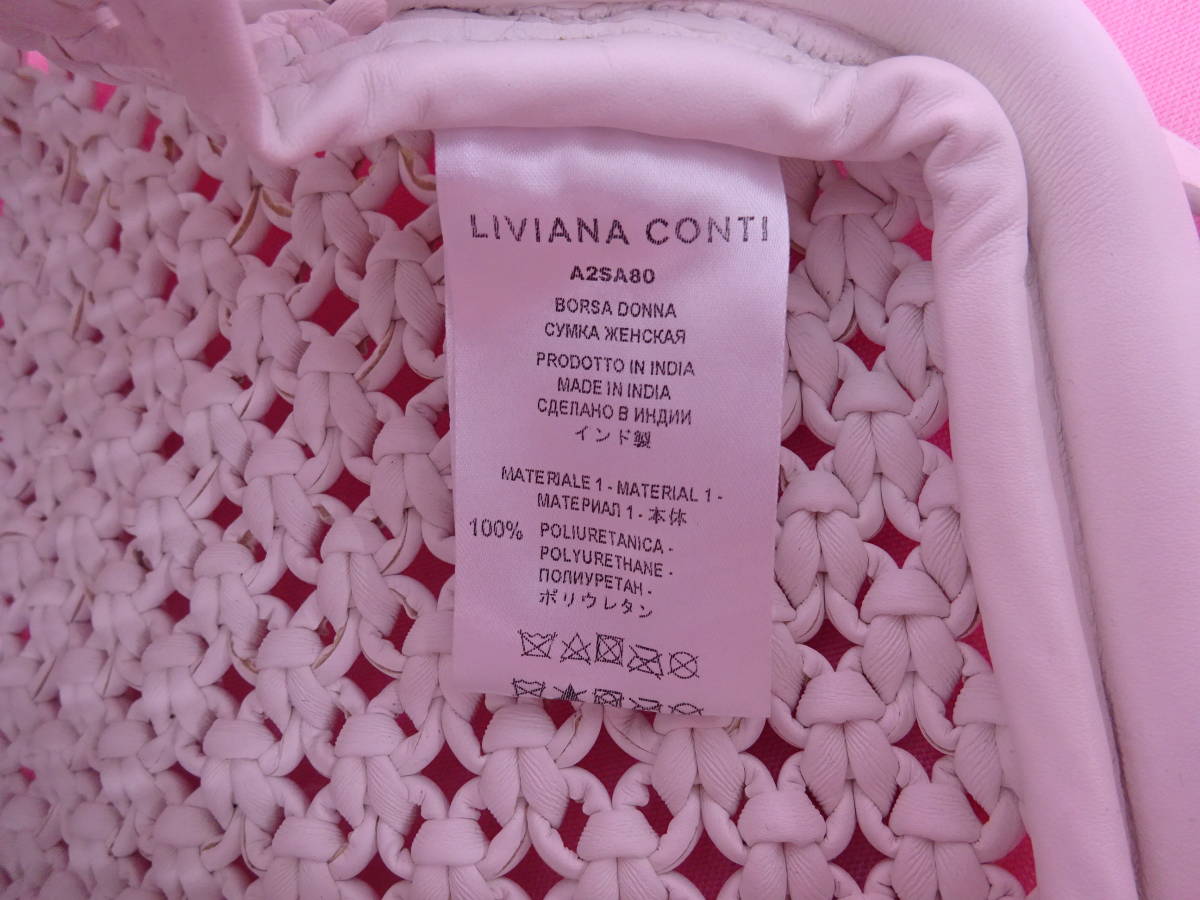 LIVIANA CONTI
A2SA80
BORSA DONNA
СУМКА ЖЕНСКАЯ
PRODOTTO IN INDIA
MADE IN INDIA
СДЕЛАНО В ИНДИИ
インド製
MATERIALE 1 - MATERIAL 1 -
МАТЕРИАЛ 1 - 本体
100% POLIURETANICA -
POLYURETHANE -
ПОЛИУРЕТАН -
ポリウレタン